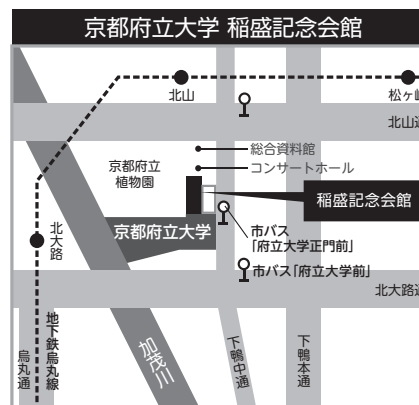 京都府立大学 稲盛記念会館
北山
松ヶ
北山通
総合資料館
コンサートホール
京都府立
植物園
稲盛記念会館
京都府立大学
市バス
「府立大学正門前」
市バス「府立大学前」
北大路
北大路通
地下鉄烏丸線
烏丸通
加茂川
下鴨中通
下鴨本通